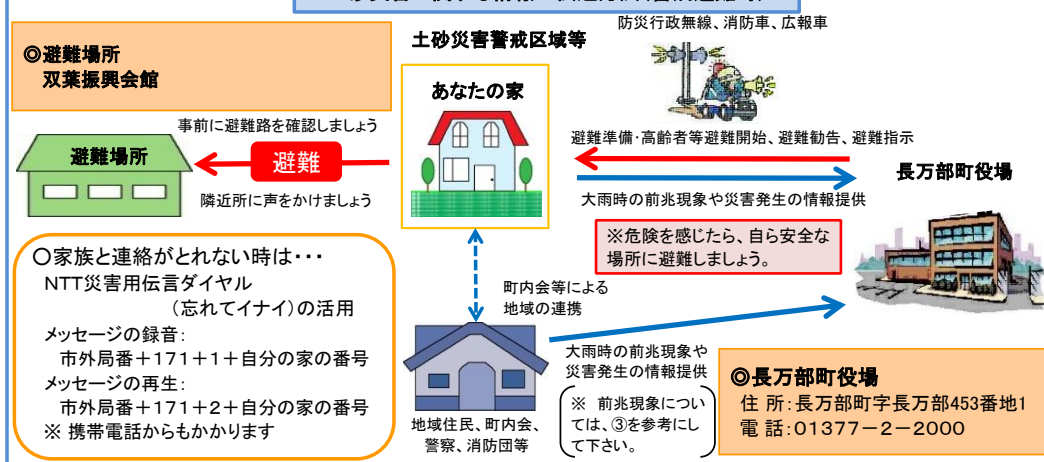 防災行政無線、消防車、広報車
土砂災害警戒区域等
◎避難場所
双葉振興会館
あなたの家
事前に避難路を確認しましょう
避難場所
避難
隣近所に声をかけましょう
避難準備・高齢者等避難開始、避難勧告、避難指示
長万部町役場
大雨時の前兆現象や災害発生の情報提供
※危険を感じたら、自ら安全な
場所に避難しましょう。
〇家族と連絡がとれない時は・・・
NTT災害用伝言ダイヤル
(忘れてイナイ)の活用
メッセージの録音:
市外局番+171+1+自分の家の番号
メッセージの再生:
市外局番+171+2+自分の家の番号
※ 携帯電話からもかかります
町内会等による
地域の連携
地域住民、町内会、
警察、消防団等
大雨時の前兆現象や
災害発生の情報提供
※ 前兆現象につい
ては、③を参考にし
て下さい。
◎長万部町役場
住 所:長万部町字長万部453番地1
電 話:01377-2-2000